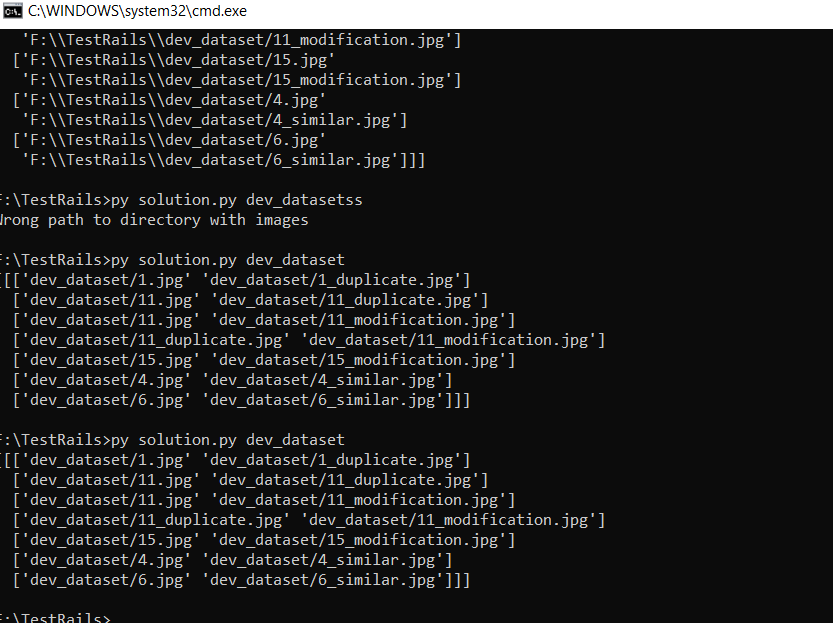 C:\WINDOWS\system32\cmd.exe
'F:\\TestRails\\dev_dataset/11_modification.jpg']
['F:\\TestRails\\dev_dataset/15.jpg'
'F:\\TestRails\\dev_dataset/15_modification.jpg']
['F:\\TestRails\\dev_dataset/4.jpg'
'F:\\TestRails\\dev_dataset/4_similar.jpg']
['F:\\TestRails\\dev_dataset/6.jpg'
'F:\\TestRails\\dev_dataset/6_similar.jpg']]]
F:\TestRails>py solution.py dev_datasetss
Wrong path to directory with images
F:\TestRails>py solution.py dev_dataset
[[['dev_dataset/1.jpg' 'dev_dataset/1_duplicate.jpg']
['dev_dataset/11.jpg' 'dev_dataset/11_duplicate.jpg']
['dev_dataset/11.jpg' 'dev_dataset/11_modification.jpg']
['dev_dataset/11_duplicate.jpg' 'dev_dataset/11_modification.jpg']
['dev_dataset/15.jpg' 'dev_dataset/15_modification.jpg']
['dev_dataset/4.jpg' 'dev_dataset/4_similar.jpg']
['dev_dataset/6.jpg' 'dev_dataset/6_similar.jpg']]]
F:\TestRails>py solution.py dev_dataset
[[['dev_dataset/1.jpg' 'dev_dataset/1_duplicate.jpg']
['dev_dataset/11.jpg' 'dev_dataset/11_duplicate.jpg']
['dev_dataset/11.jpg' 'dev_dataset/11_modification.jpg']
['dev_dataset/11_duplicate.jpg' 'dev_dataset/11_modification.jpg']
['dev_dataset/15.jpg' 'dev_dataset/15_modification.jpg']
['dev_dataset/4.jpg' 'dev_dataset/4_similar.jpg']
['dev_dataset/6.jpg' 'dev_dataset/6_similar.jpg']]]
F:\TestRails>